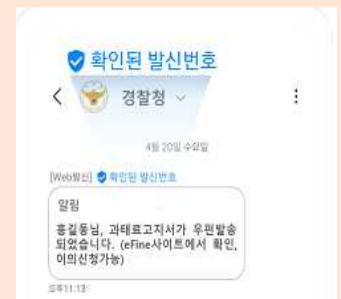 확인된 발신번호
경찰청
4월 20일 수요일
[Web발신] 확인된 발신번호
알림
홍길동님, 과태료고지서가 우편발송
되었습니다. (eFine사이트에서 확인,
이의신청가능)
오후11:13